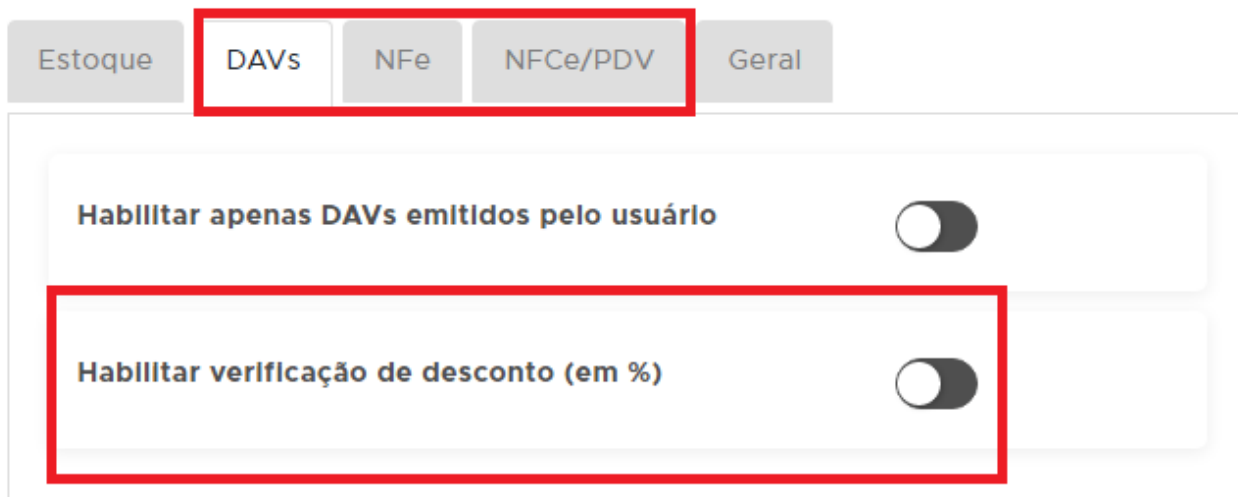 Estoque DAVs NFe NFCe/PDV Geral
Habilitar apenas DAVs emitidos pelo usuário
Habilitar verificação de desconto (em %)